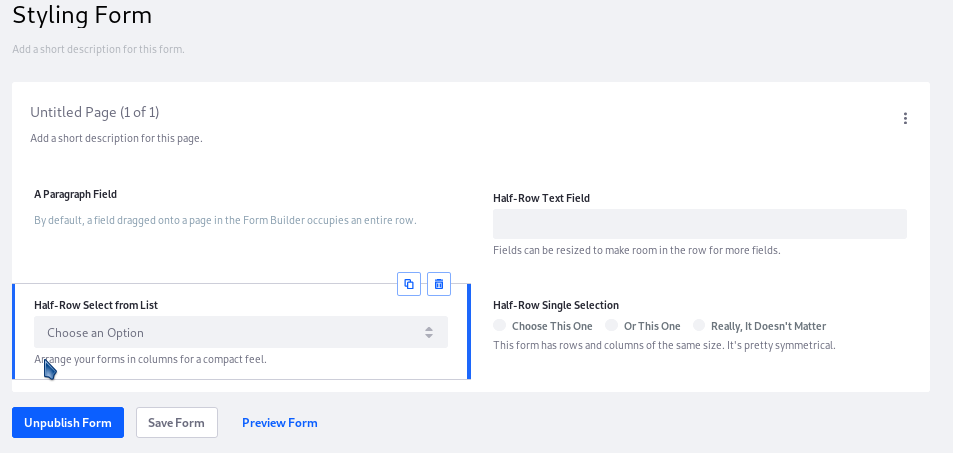 Styling Form
Add a short description for this form.
Untitled Page (1 of 1)
Add a short description for this page.
A Paragraph Field
By default, a field dragged onto a page in the Form Builder occupies an entire row.
Half-Row Text Field
Fields can be resized to make room in the row for more fields.
Half-Row Select from List
Choose an Option
Arrange your forms in columns for a compact feel.
Half-Row Single Selection
Choose This One Or This One Really, It Doesn't Matter
This form has rows and columns of the same size. It's pretty symmetrical.
Unpublish Form Save Form Preview Form